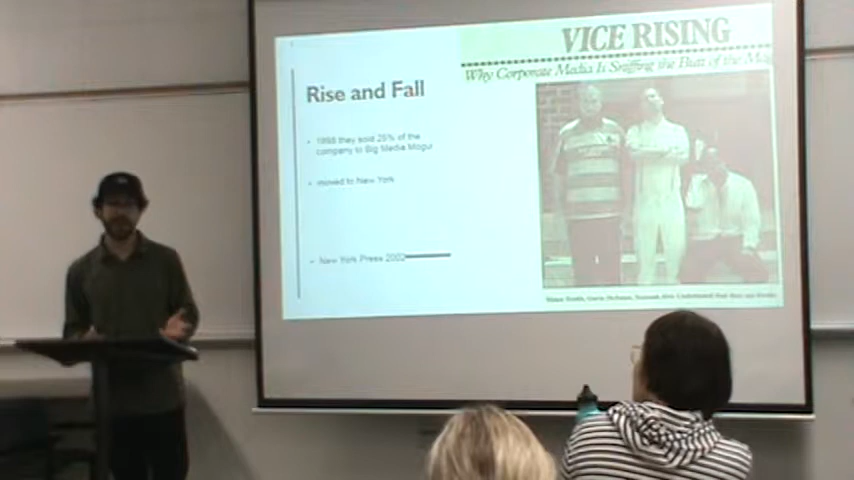 VICE RISING
Why Corporate Media Is Sniffing the Butt of the
Rise and Fall
1998 they sold 25% of the
company to Big Media Mogul
moved to New York
New York Press 2002